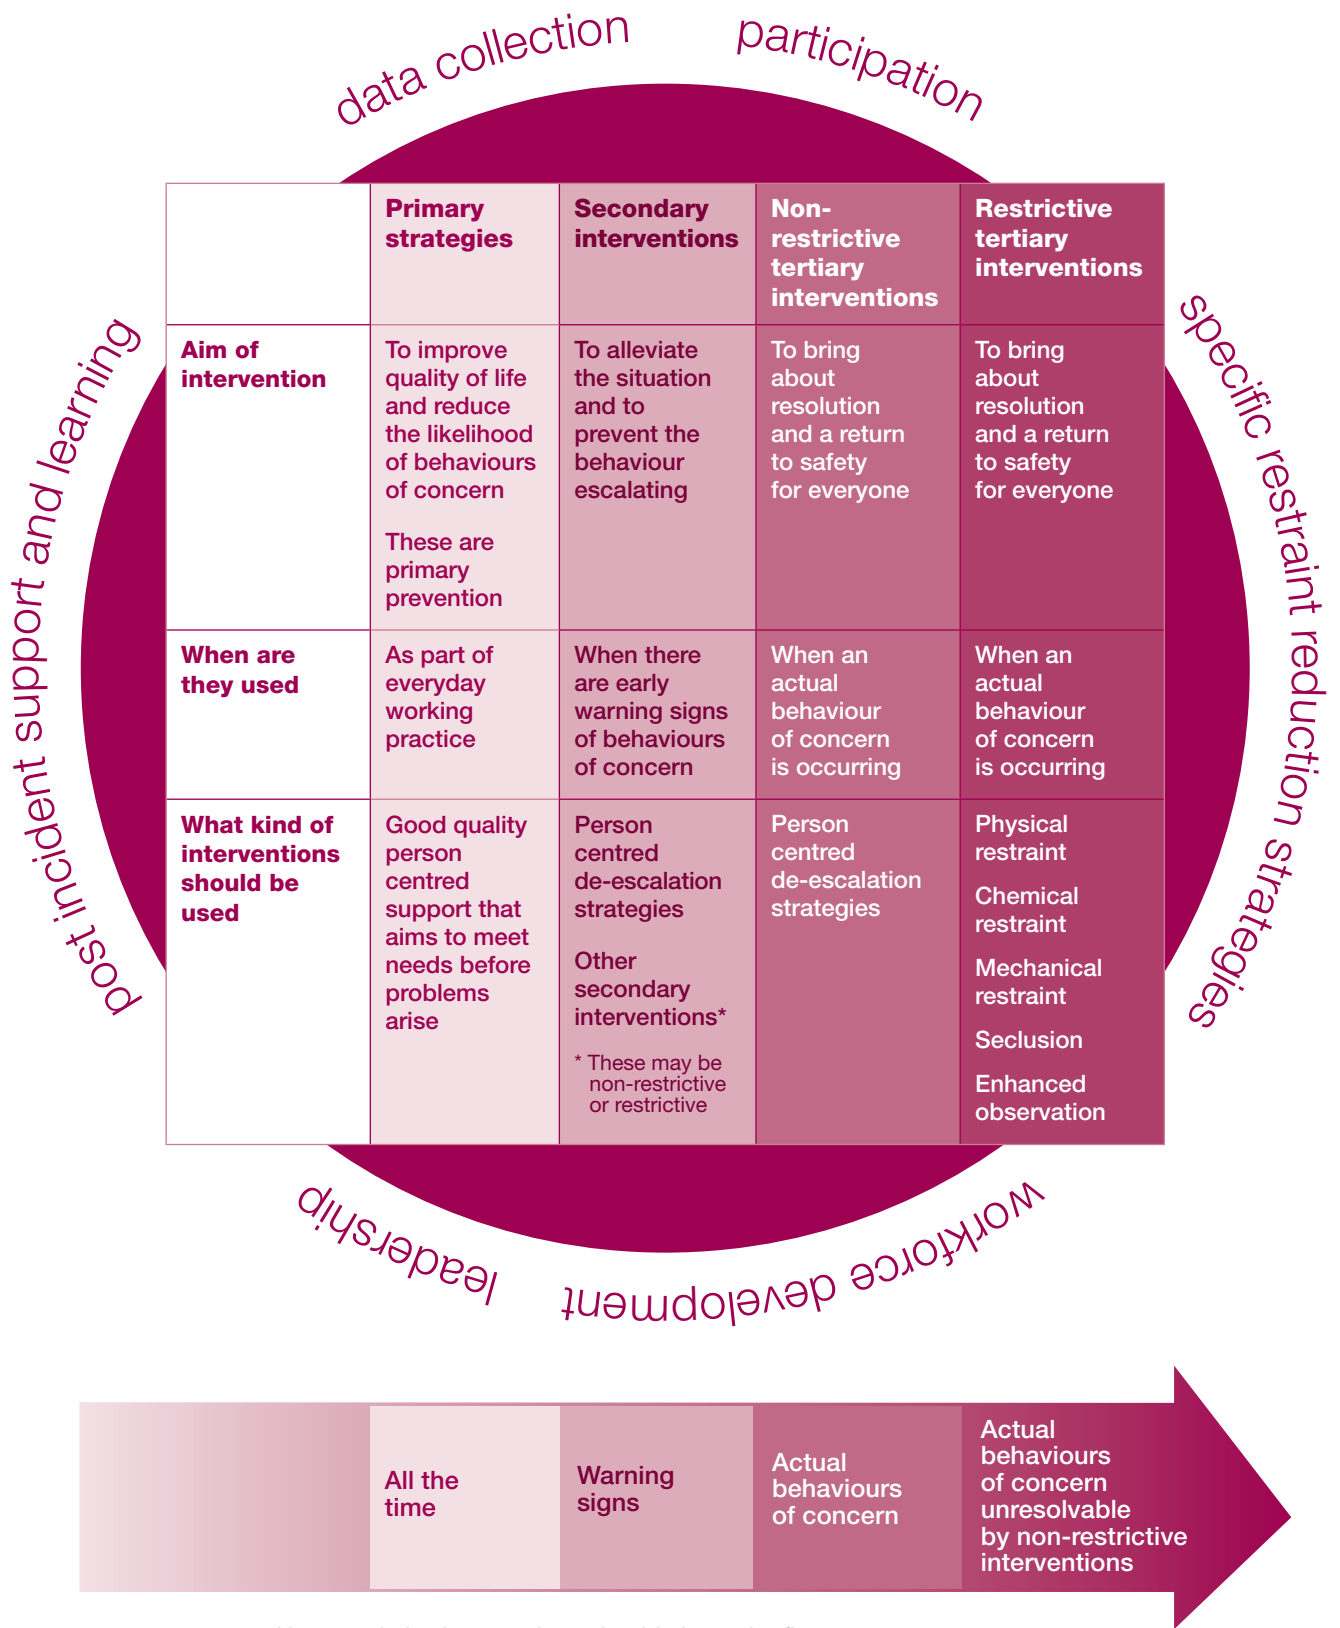 data collection
participation
specific restraint reduction strategies
workforce development
leadership
post incident support and learning
Primary
strategies
Secondary
interventions
Non-
restrictive
tertiary
interventions
Restrictive
tertiary
interventions
Aim of
intervention
To improve
quality of life
and reduce
the likelihood
of behaviours
of concern
These are
primary
prevention
To alleviate
the situation
and to
prevent the
behaviour
escalating
To bring
about
resolution
and a return
to safety
for everyone
To bring
about
resolution
and a return
to safety
for everyone
When are
they used
As part of
everyday
working
practice
When there
are early
warning signs
of behaviours
of concern
When an
actual
behaviour
of concern
is occurring
When an
actual
behaviour
of concern
is occurring
What kind of
interventions
should be
used
Good quality
person
centred
support that
aims to meet
needs before
problems
arise
Person
centred
de-escalation
strategies
Other
secondary
interventions*
* These may be
non-restrictive
or restrictive
Person
centred
de-escalation
strategies
Physical
restraint
Chemical
restraint
Mechanical
restraint
Seclusion
Enhanced
observation
All the
time
Warning
signs
Actual
behaviours
of concern
Actual
behaviours
of concern
unresolvable
by non-restrictive
interventions